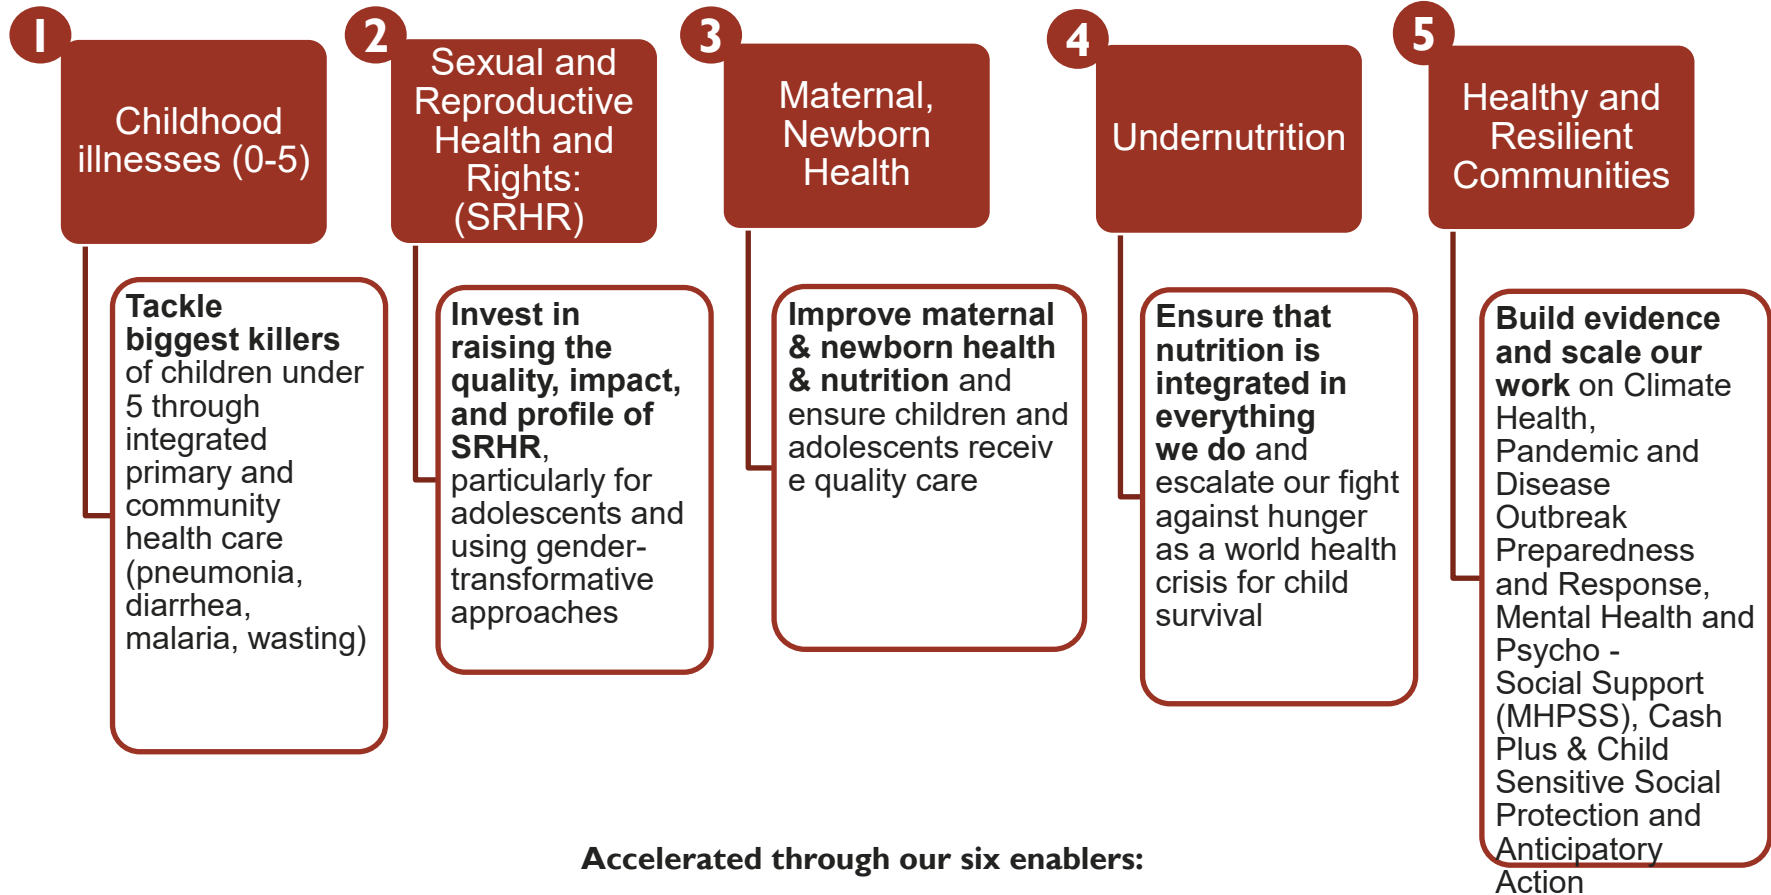 1
Childhood
illnesses (0-5)
Tackle
biggest killers
of children under
5 through
integrated
primary and
community
health care
(pneumonia,
diarrhea,
malaria, wasting)
2
Sexual and
Reproductive
Health and
Rights:
(SRHR)
Invest in
raising the
quality, impact,
and profile of
SRHR,
particularly for
adolescents and
using gender-
transformative
approaches
3
Maternal,
Newborn
Health
Improve maternal
& newborn health
& nutrition and
ensure children and
adolescents receiv
e quality care
4
Undernutrition
Ensure that
nutrition is
integrated in
everything
we do and
escalate our fight
against hunger
as a world health
crisis for child
survival
5
Healthy and
Resilient
Communities
Build evidence
and scale our
work on Climate
Health,
Pandemic and
Disease
Outbreak
Preparedness
and Response,
Mental Health and
Psycho -
Social Support
(MHPSS), Cash
Plus & Child
Sensitive Social
Protection and
Anticipatory
Action
Accelerated through our six enablers: